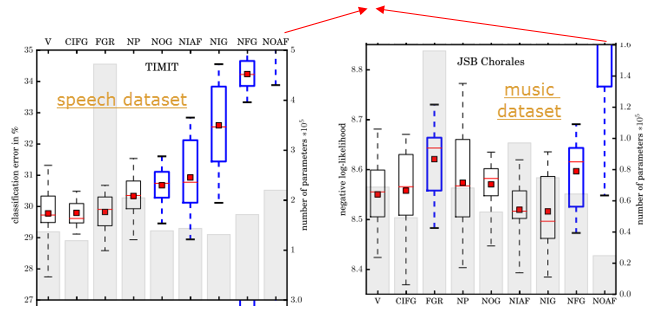 V CIFG FGR NP NOG NIAF NIG NFG NOAF
TIMIT
speech dataset
classification error in %
35
34
33
32
31
30
29
28
27
5
4
3
2
1
3.0
number of parameters *10^5
JSB Chorales
music
dataset
negative log-likelihood
8.8
8.7
8.6
8.5
8.4
1.6
1.4
1.2
1.0
0.8
0.6
0.4
0.2
0.0
number of parameters *10^5
V CIFG FGR NP NOG NIAF NIG NFG NOAF